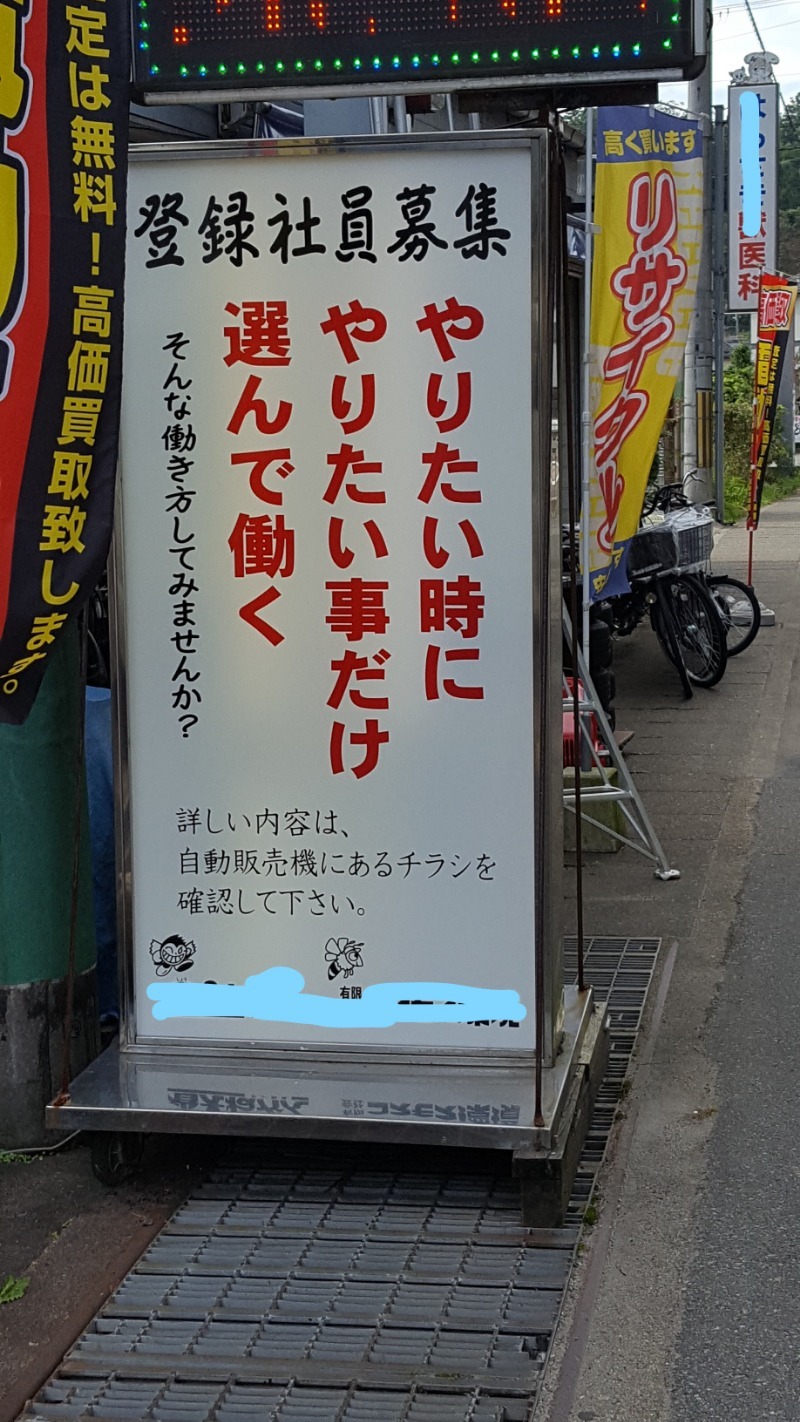 登録社員募集
やりたい時に
やりたい事だけ
選んで働く
そんな働き方してみませんか?
詳しい内容は、
自動販売機にあるチラシを
確認して下さい。
有限
定は無料!高価買取致します。
高く買います
リサイクル
獣医科